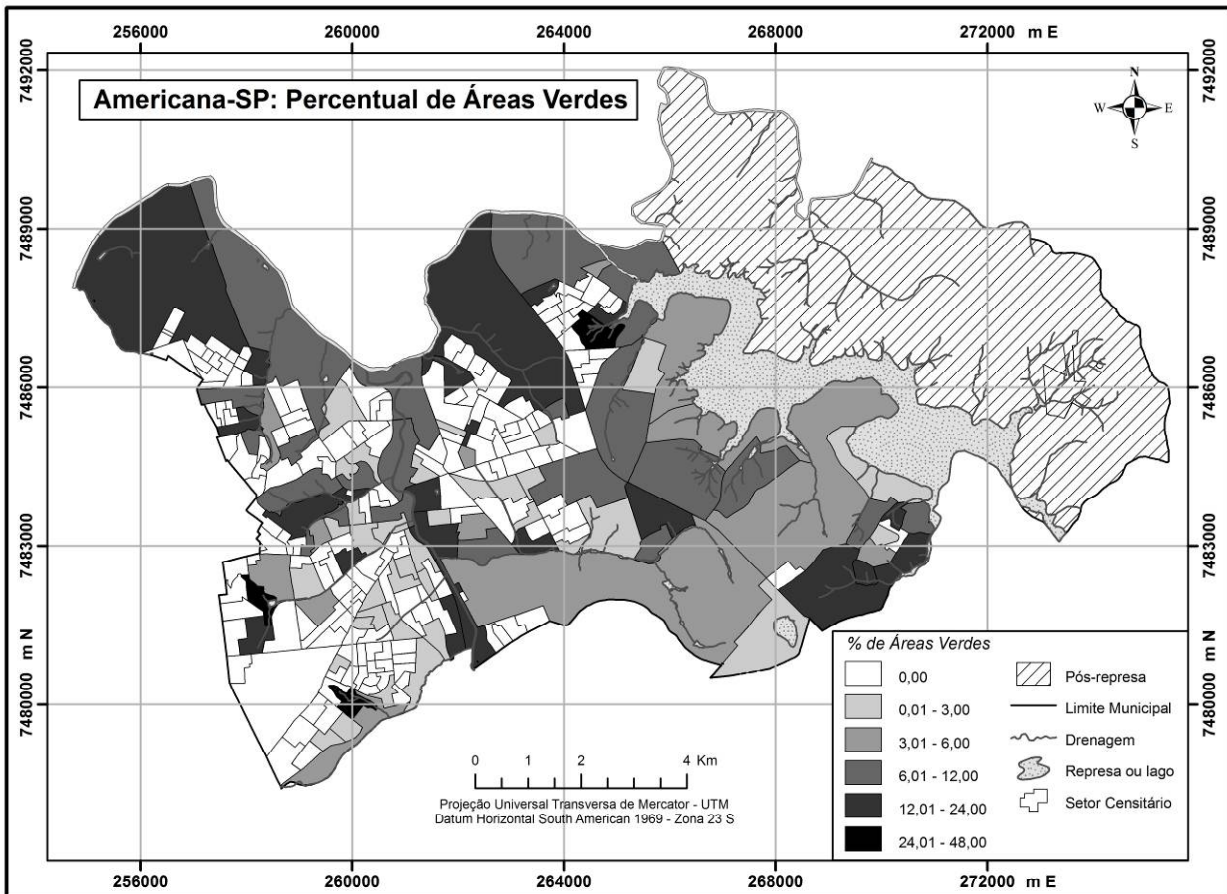 256000 260000 264000 268000 272000 m E
7492000 7492000
Americana-SP: Percentual de Áreas Verdes
N
W E
S
7489000 7489000
7486000 7486000
7483000 7483000
m N m N
7480000 7480000
% de Áreas Verdes
0,00
0,01 - 3,00
3,01 - 6,00
6,01 - 12,00
12,01 - 24,00
24,01 - 48,00
Pós-represa
Limite Municipal
Drenagem
Represa ou lago
Setor Censitário
0 1 2 4 Km
Projeção Universal Transversa de Mercator - UTM
Datum Horizontal South American 1969 - Zona 23 S
256000 260000 264000 268000 272000 m E